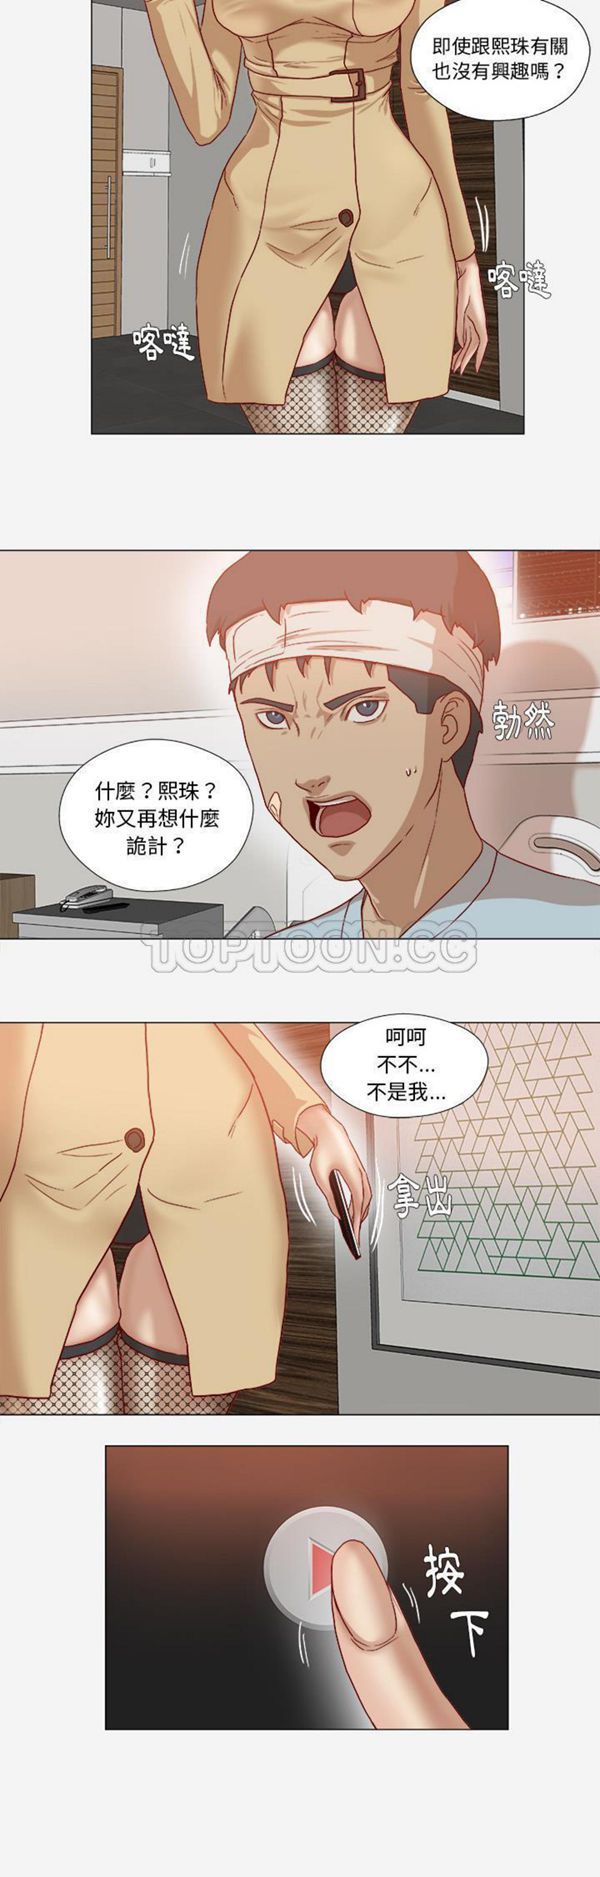 即使跟熙珠有關
也沒有興趣嗎？
喀噠
喀噠
勃然
什麼？熙珠？
妳又再想什麼
詭計？
TOPTOON.CC
呵呵
不不...
不是我...
拿出
按下